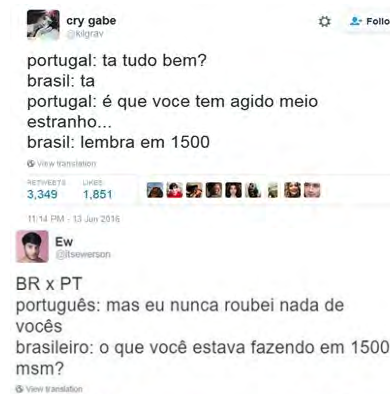 cry gabe
@kilgrav
Follo
portugal: ta tudo bem?
brasil: ta
portugal: é que voce tem agido meio
estranho...
brasil: lembra em 1500
View translation
RETWEETS LIKES
3,349 1,851
11:14 PM - 13 Jun 2016
Ew
@itsewerson
BR x PT
português: mas eu nunca roubei nada de
vocês
brasileiro: o que você estava fazendo em 1500
msm?
View translation